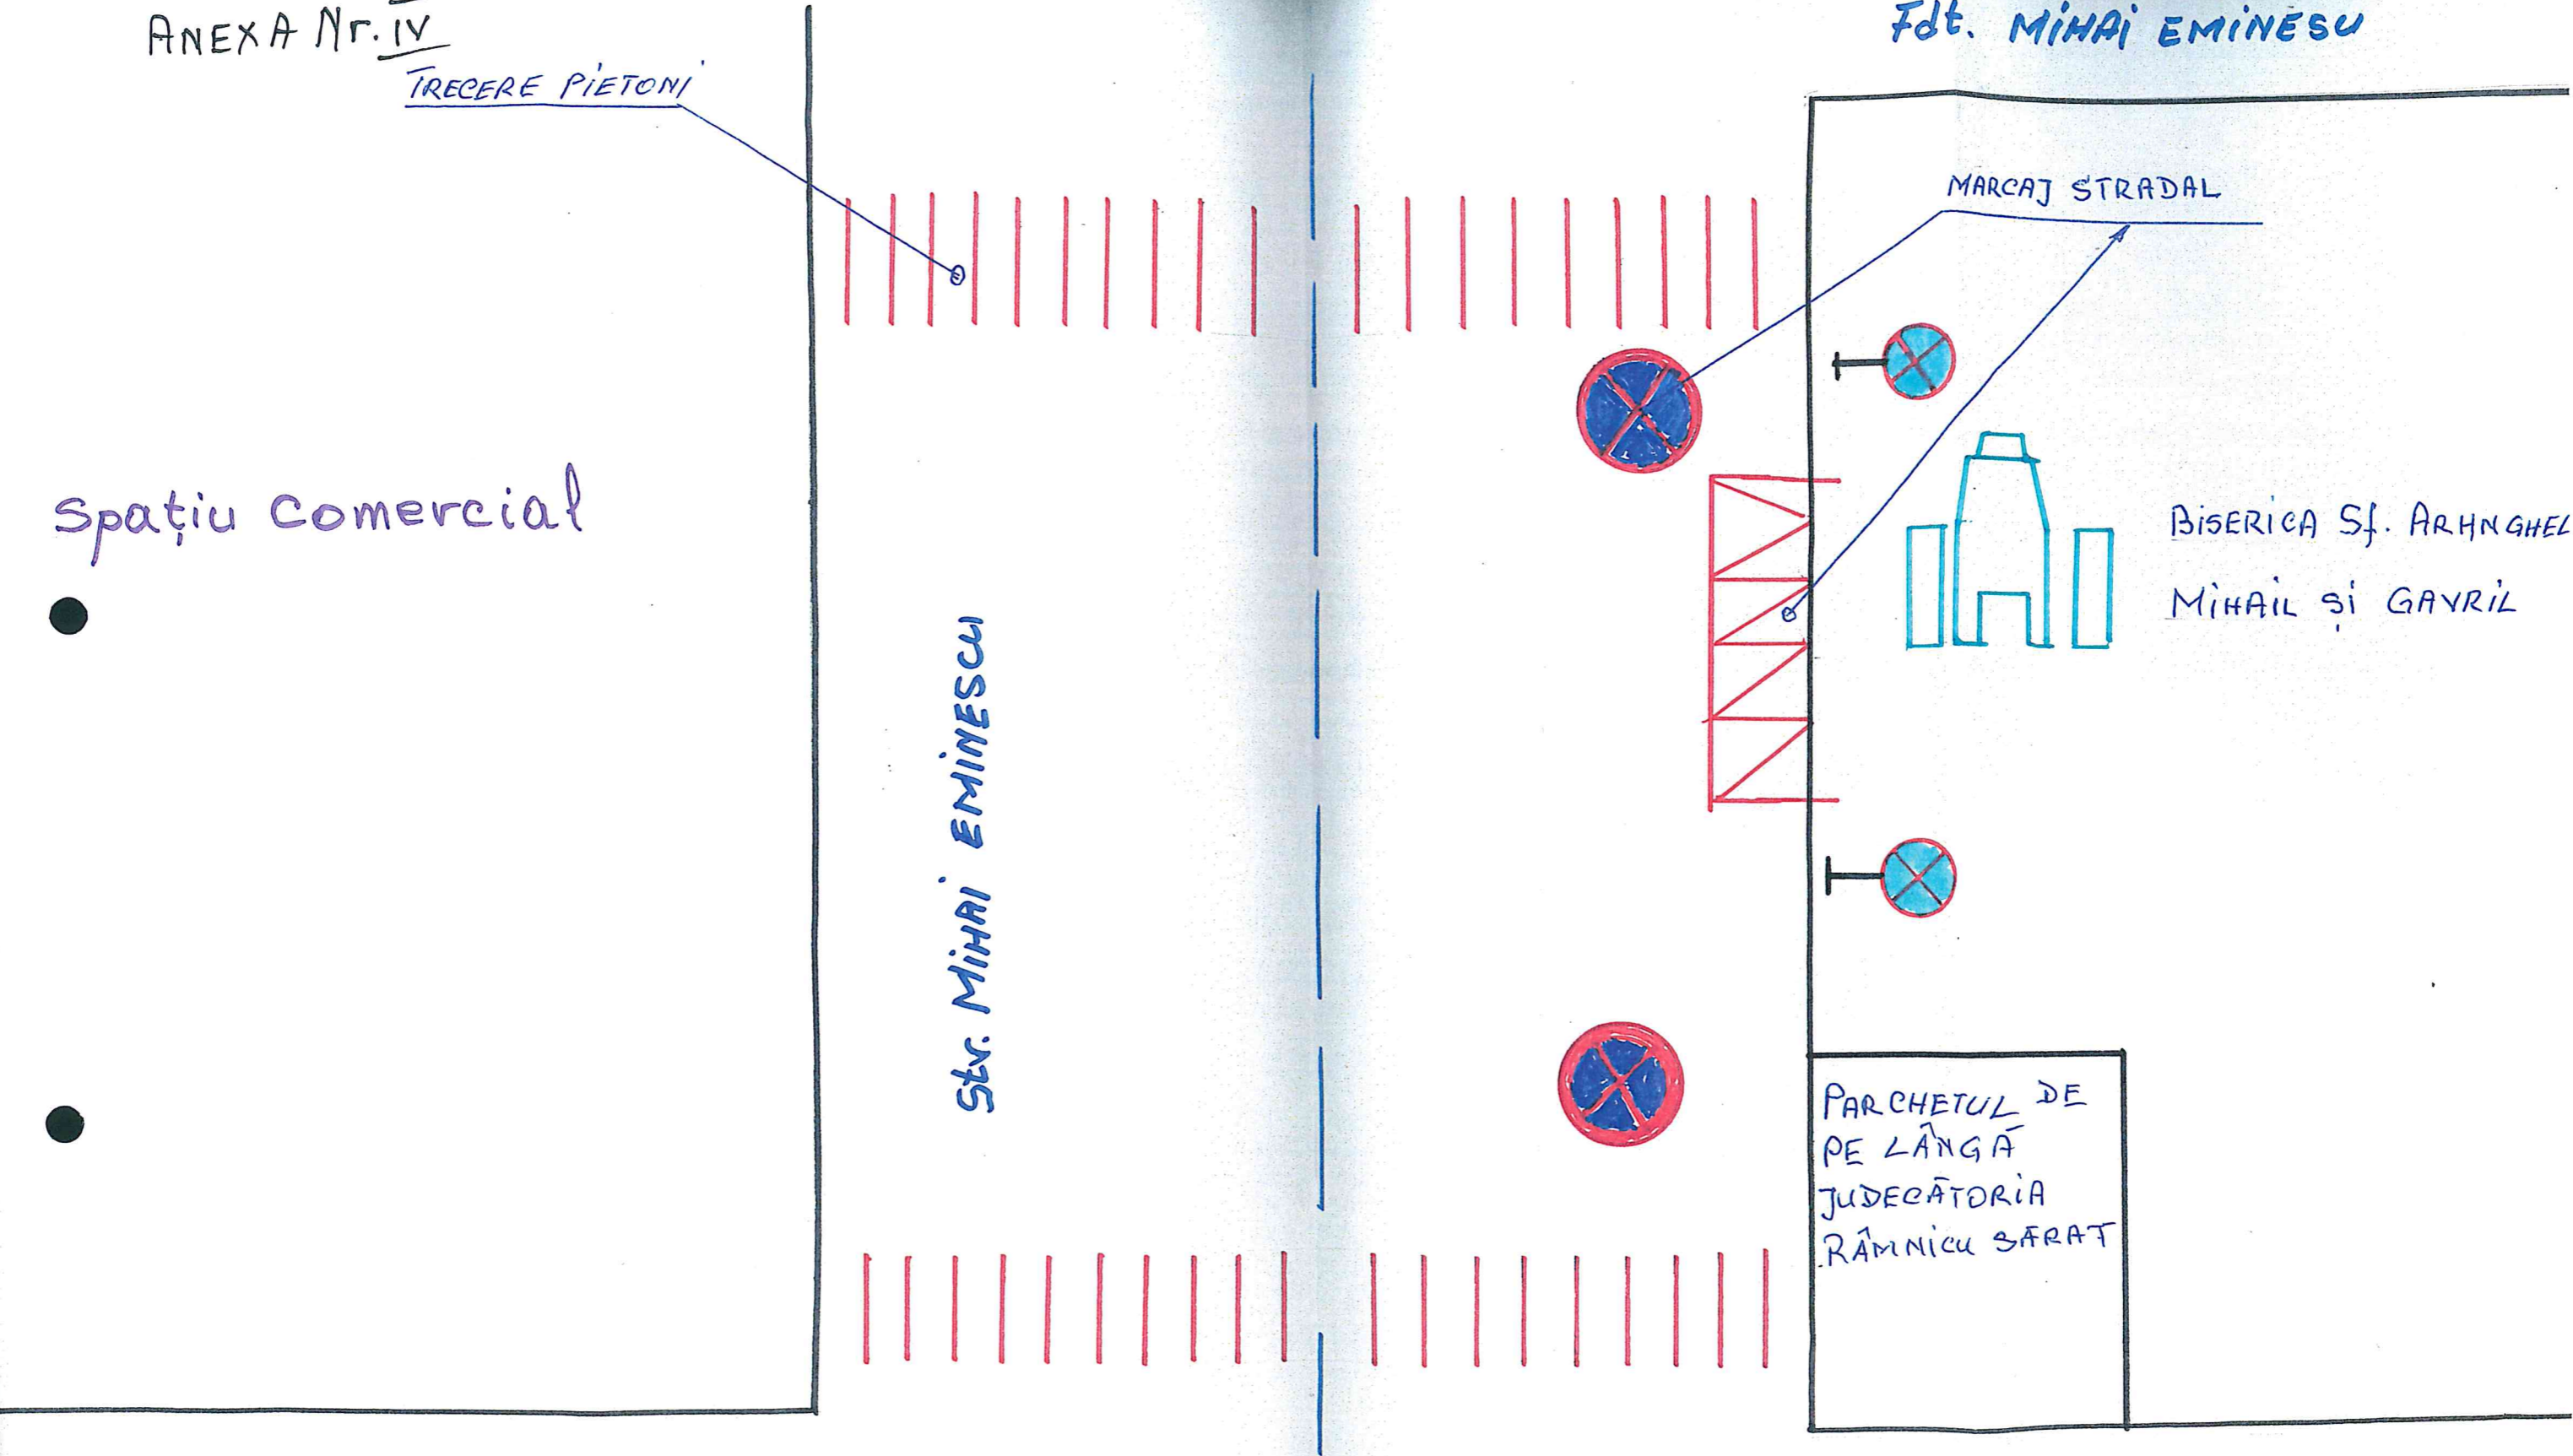 ANEXA Nr. IV
Fdt. MIHAI EMINESU
TRECERE PIETONI
MARCAJ STRADAL
Spațiu Comercial
BISERICA Sf. ARHNGHEL
MIHAIL și GAVRIL
Str. MIHAI EMINESCU
PARCHETUL DE
PE LÂNGĂ
JUDECĂTORIA
RÂMNICU SĂRAT